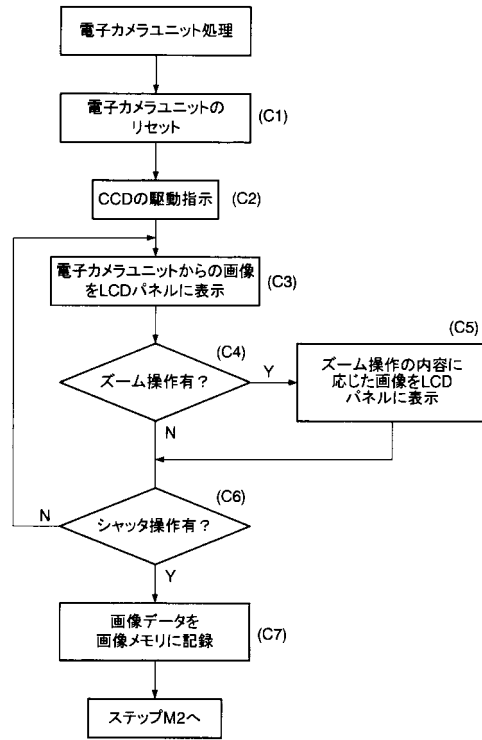 電子カメラユニット処理
電子カメラユニットの
リセット
(C1)
CCDの駆動指示
(C2)
電子カメラユニットからの画像
をLCDパネルに表示
(C3)
(C4)
ズーム操作有?
Y
N
(C5)
ズーム操作の内容に
応じた画像をLCD
パネルに表示
(C6)
シャッタ操作有?
N
Y
画像データを
画像メモリに記録
(C7)
ステップM2へ